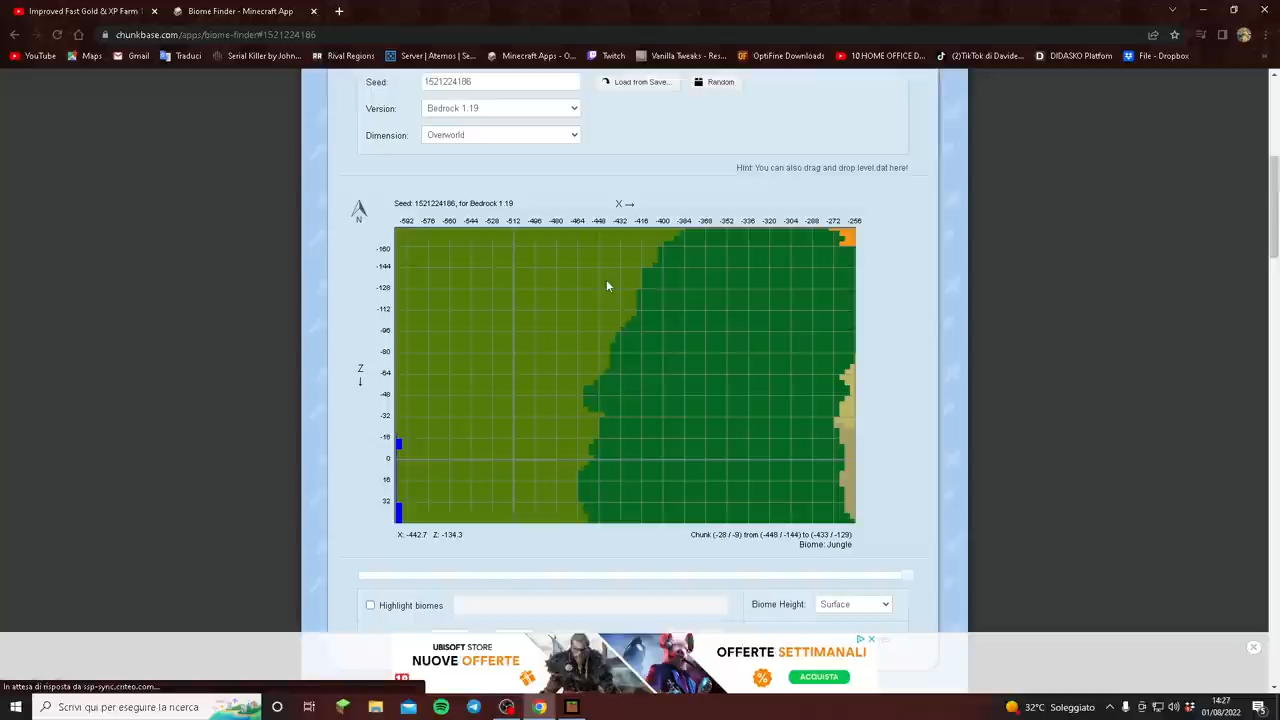 Improved Fast Gold & XP Farm
Biome Finder - Minecraft App
chunkbase.com/apps/biome-finder#1521224186
YouTube
Maps
Gmail
Traduci
Serial Killer by John...
Rival Regions
Server | Aternos | Se...
Minecraft Apps - O...
Twitch
Vanilla Tweaks - Res...
OptiFine Downloads
10 HOME OFFICE D...
(2)TikTok di Davide...
DIDASKO Platfom
File - Dropbox
Seed:
1521224186
Load from Save...
Random
Version:
Bedrock 1.19
Dimension:
Overworld
Hint: You can also drag and drop level.dat here!
N
Seed: 1521224186, for Bedrock 1.19
X →
-592 -576 -560 -544 -528 -512 -496 -480 -464 -448 -432 -416 -400 -384 -368 -352 -336 -320 -304 -288 -272 -256
-160
-144
-128
-112
-96
-80
-64
-48
-32
-16
0
16
32
Z
↓
X: -442.7 Z: -134.3
Chunk (-28 / -9) from (-448 / -144) to (-433 / -129)
Biome: Jungle
Highlight biomes
Biome Height:
Surface
UBISOFT STORE
NUOVE OFFERTE
OFFERTE SETTIMANALI
ACQUISTA
In attesa di risposta da ssp-sync.criteo.com...
Scrivi qui per eseguire la ricerca
32°C Soleggiato
14:27
01/08/2022